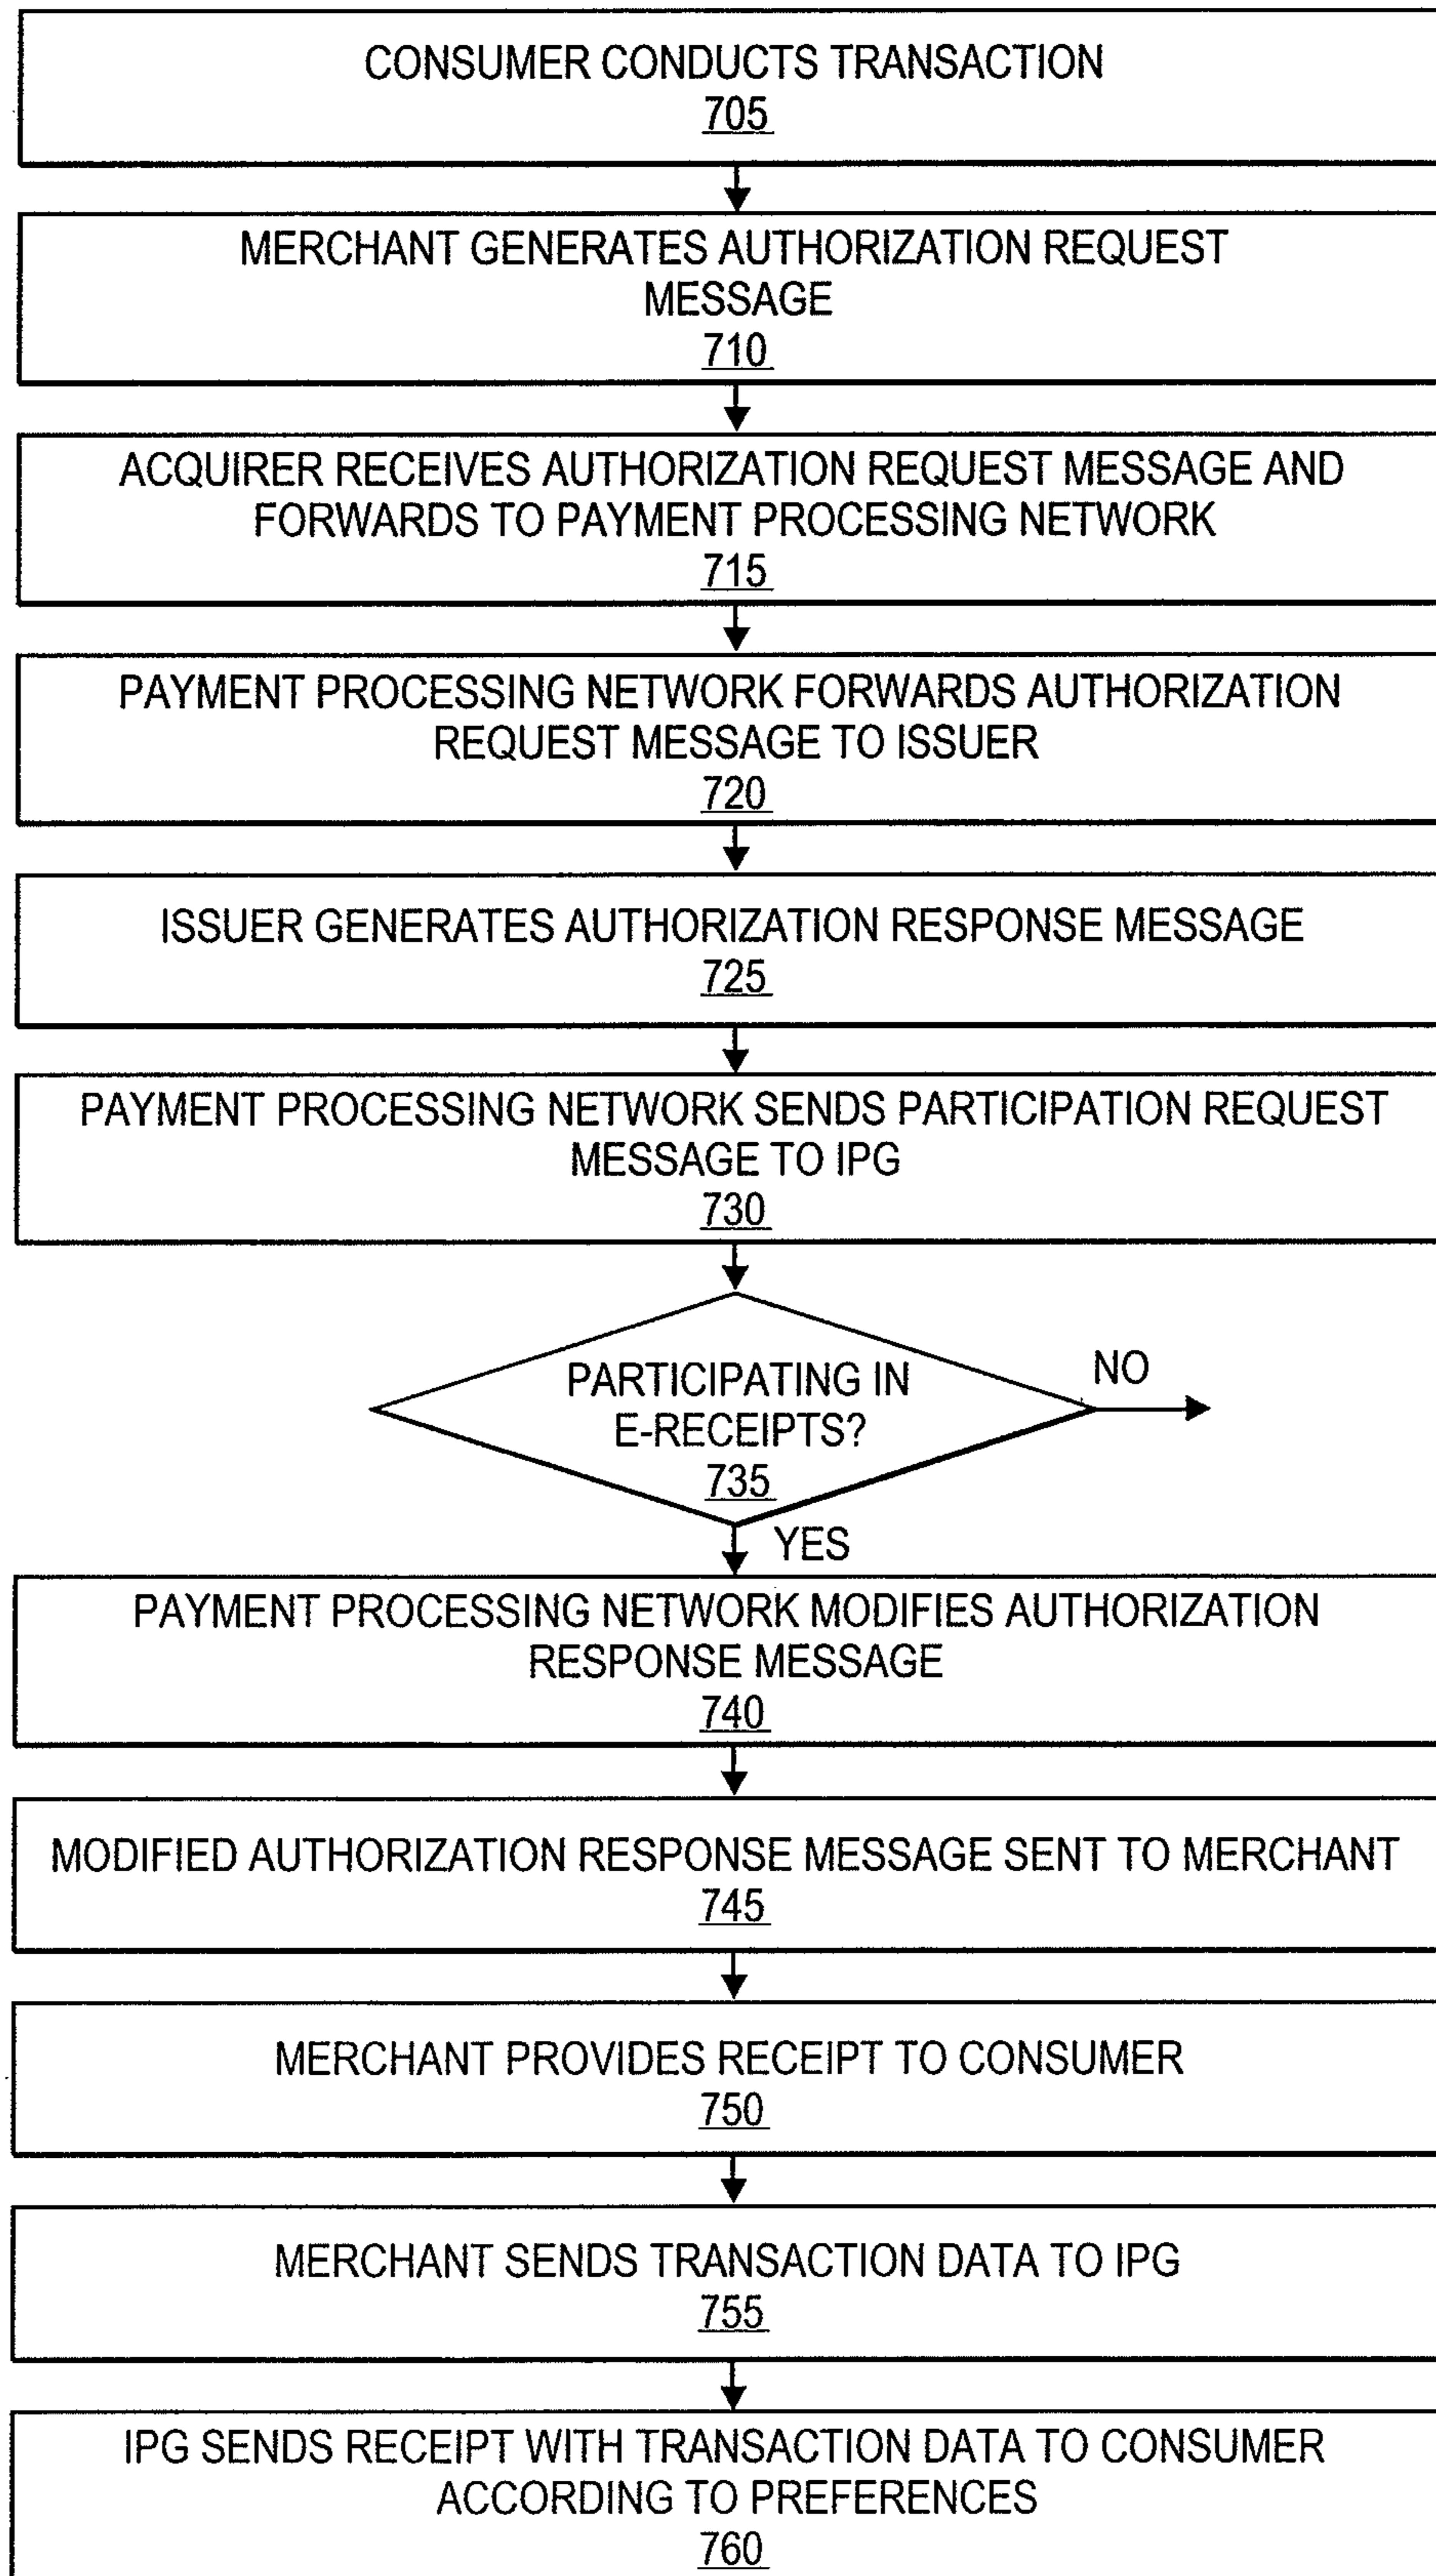 CONSUMER CONDUCTS TRANSACTION
705
MERCHANT GENERATES AUTHORIZATION REQUEST
MESSAGE
710
ACQUIRER RECEIVES AUTHORIZATION REQUEST MESSAGE AND
FORWARDS TO PAYMENT PROCESSING NETWORK
715
PAYMENT PROCESSING NETWORK FORWARDS AUTHORIZATION
REQUEST MESSAGE TO ISSUER
720
ISSUER GENERATES AUTHORIZATION RESPONSE MESSAGE
725
PAYMENT PROCESSING NETWORK SENDS PARTICIPATION REQUEST
MESSAGE TO IPG
730
PARTICIPATING IN
E-RECEIPTS?
735
NO
YES
PAYMENT PROCESSING NETWORK MODIFIES AUTHORIZATION
RESPONSE MESSAGE
740
MODIFIED AUTHORIZATION RESPONSE MESSAGE SENT TO MERCHANT
745
MERCHANT PROVIDES RECEIPT TO CONSUMER
750
MERCHANT SENDS TRANSACTION DATA TO IPG
755
IPG SENDS RECEIPT WITH TRANSACTION DATA TO CONSUMER
ACCORDING TO PREFERENCES
760